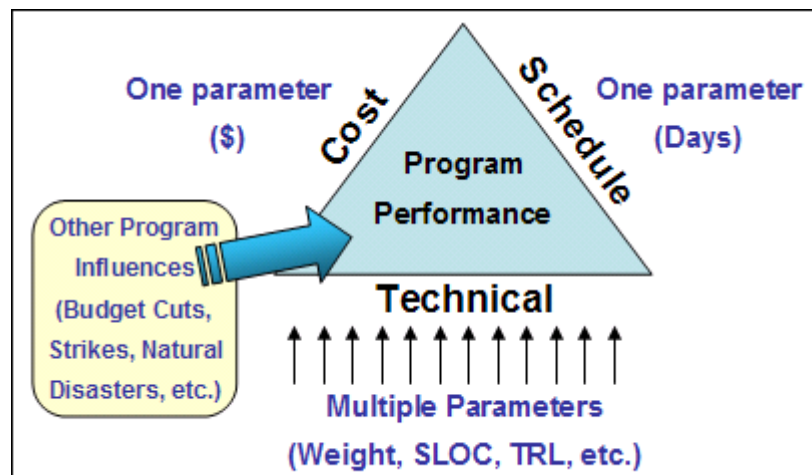 One parameter
($)
Cost
Schedule
One parameter
(Days)
Program
Performance
Other Program
Influences
(Budget Cuts,
Strikes, Natural
Disasters, etc.)
Technical
Multiple Parameters
(Weight, SLOC, TRL, etc.)